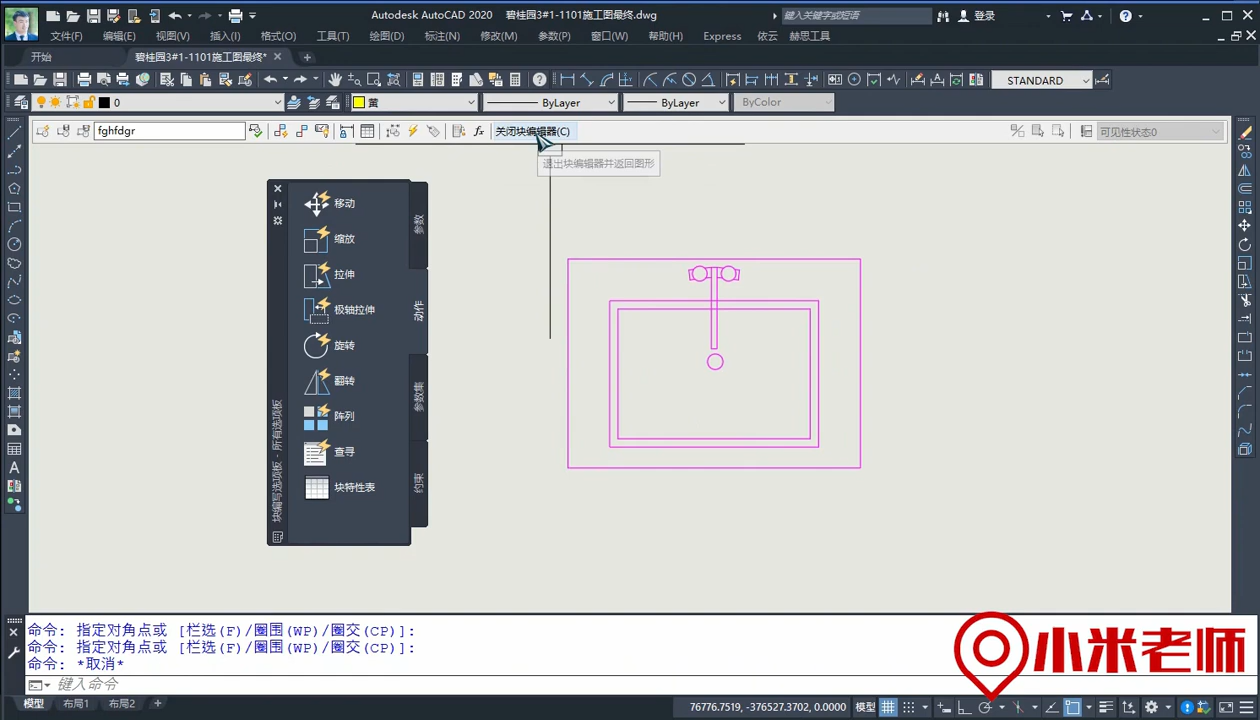 Autodesk AutoCAD 2020 碧桂园3#1-1101施工图最终.dwg
键入关键字或短语
登录
文件(F) 编辑(E) 视图(V) 插入(I) 格式(O) 工具(T) 绘图(D) 标注(N) 修改(M) 参数(P) 窗口(W) 帮助(H) Express 依云 赫思工具
开始 碧桂园3#1-1101施工图最终*
STANDARD
0 黄 ByLayer ByLayer ByColor
fghfdgr 关闭块编辑器(C) 可见性状态0
退出块编辑器并返回图形
移动
缩放
拉伸
极轴拉伸
旋转
翻转
阵列
查寻
块特性表
参数
动作
参数集
约束
块编写选项板 - 所有选项板
命令: 指定对角点或 [栏选(F)/圈围(WP)/圈交(CP)]:
命令: 指定对角点或 [栏选(F)/圈围(WP)/圈交(CP)]:
命令: *取消*
键入命令
小米老师
模型 布局1 布局2 +
76776.7519, -376527.3702, 0.0000 模型